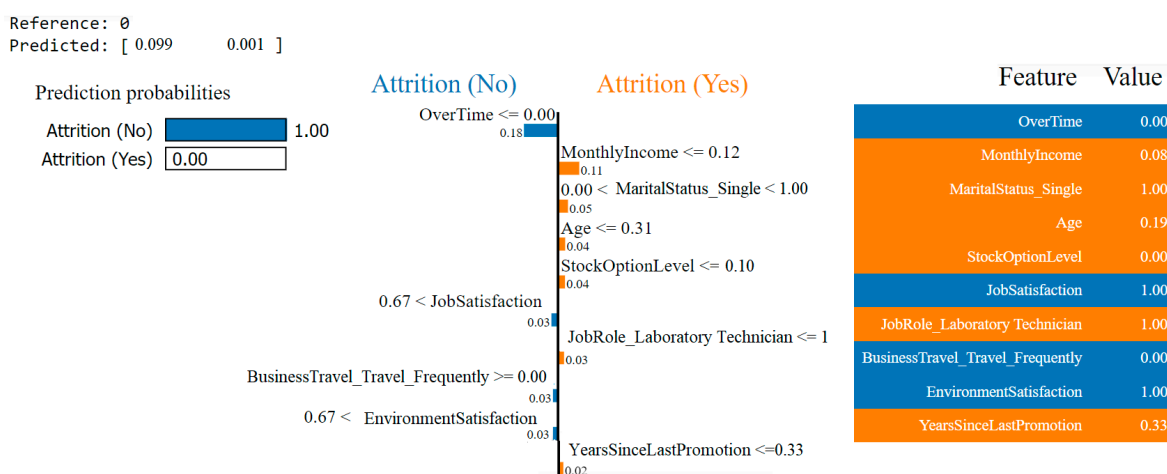 Reference: 0
Predicted: [ 0.099 0.001 ]
Prediction probabilities
Attrition (No) 1.00
Attrition (Yes) 0.00
Attrition (No) Attrition (Yes)
OverTime <= 0.00
0.18
MonthlyIncome <= 0.12
0.11
0.00 < MaritalStatus_Single < 1.00
0.05
Age <= 0.31
0.04
StockOptionLevel <= 0.10
0.04
0.67 < JobSatisfaction
0.03
JobRole_Laboratory Technician <= 1
0.03
BusinessTravel_Travel_Frequently >= 0.00
0.03
0.67 < EnvironmentSatisfaction
0.03
YearsSinceLastPromotion <=0.33
0.02
Feature Value
OverTime 0.00
MonthlyIncome 0.08
MaritalStatus_Single 1.00
Age 0.19
StockOptionLevel 0.00
JobSatisfaction 1.00
JobRole_Laboratory Technician 1.00
BusinessTravel_Travel_Frequently 0.00
EnvironmentSatisfaction 1.00
YearsSinceLastPromotion 0.33